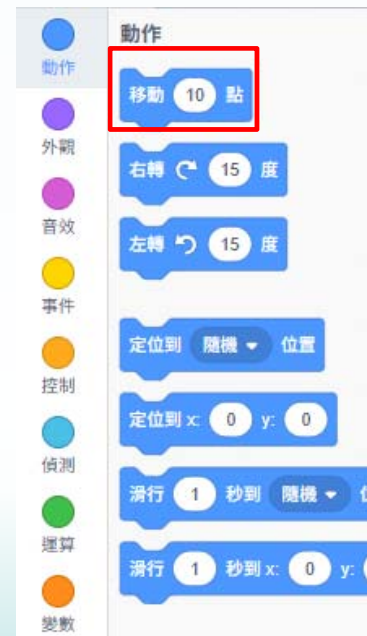 動作
外觀
音效
事件
控制
偵測
運算
變數
動作
移動 10 點
右轉 15 度
左轉 15 度
定位到 隨機 位置
定位到 x: 0 y: 0
滑行 1 秒到 隨機
滑行 1 秒到 x: 0 y: